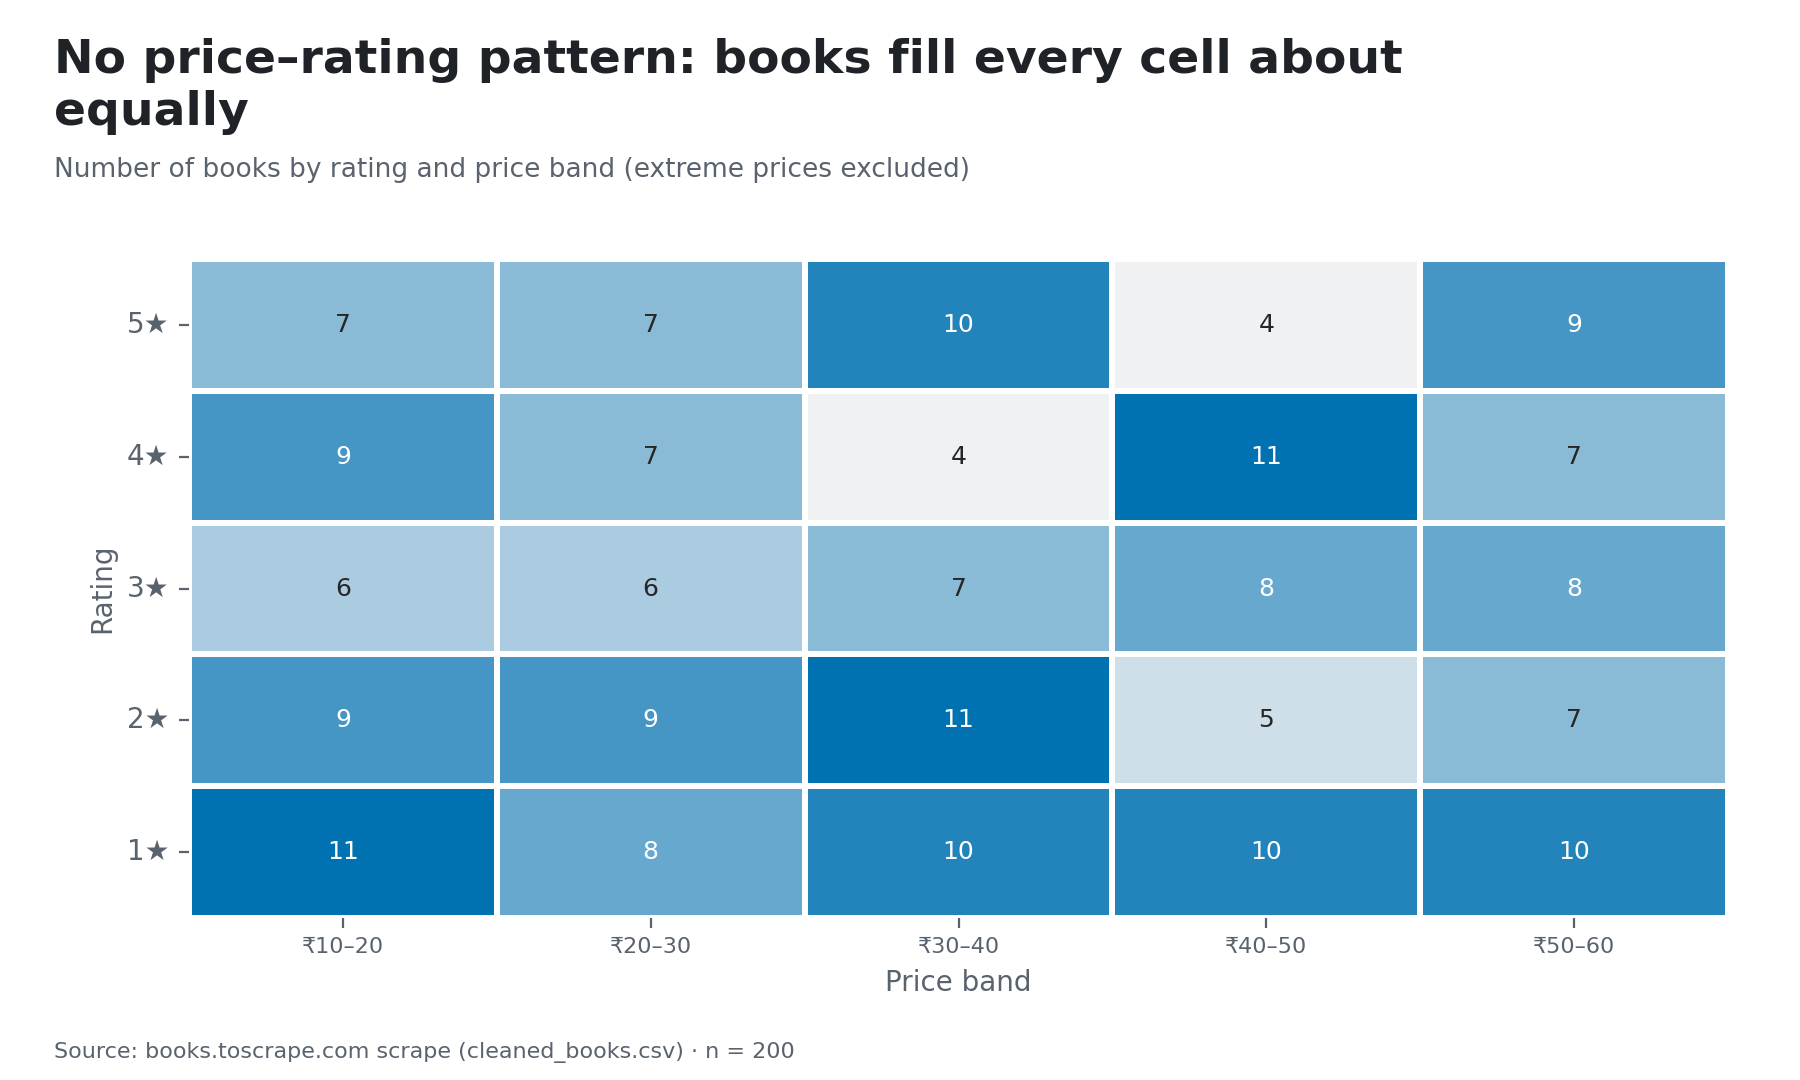 No price–rating pattern: books fill every cell about
equally
Number of books by rating and price band (extreme prices excluded)
5★ 7 7 10 4 9
4★ 9 7 4 11 7
Rating
3★ 6 6 7 8 8
2★ 9 9 11 5 7
1★ 11 8 10 10 10
₹10–20 ₹20–30 ₹30–40 ₹40–50 ₹50–60
Price band
Source: books.toscrape.com scrape (cleaned_books.csv) · n = 200